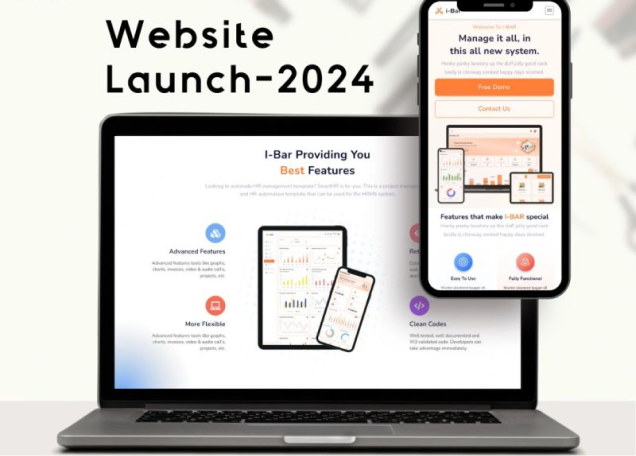 Website
Launch-2024
i-Bar
Welcome To I-BAR
Manage it all, in
this all new system.
Free Demo
Contact Us
Features that make I-BAR special
Easy To Use
Fully Functional
I-Bar Providing You
Best Features
Looking to automate HR management template? SmartHR is for you. This is a project
and HR automation template that can be used for the HRMS system.
Advanced Features
Advanced features tools like graphs,
charts, invoices, video & audio call's,
projects, etc.
More Flexible
Advanced features tools like graphs,
charts, invoices, video & audio call's,
projects, etc.
Clean Codes
Well tested, well documented and
W3 validated code. Developers can
take advantage immediately.